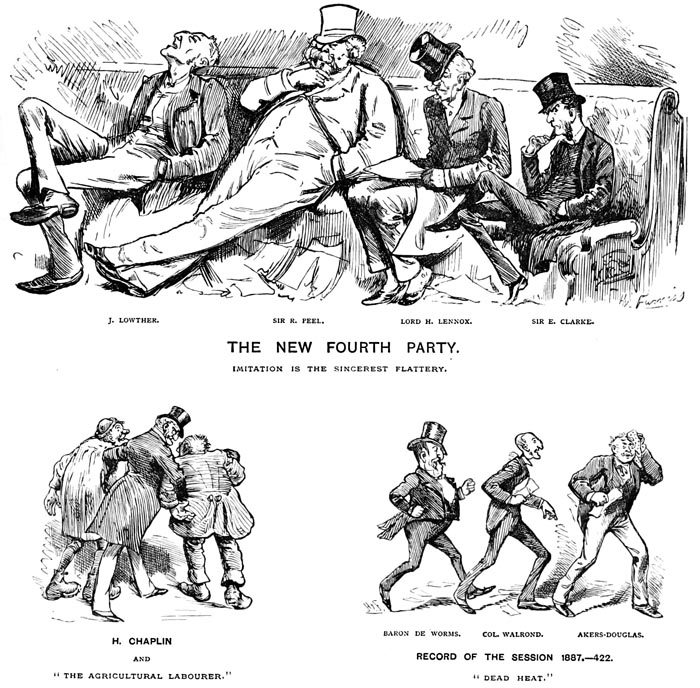 H. Furniss
J. LOWTHER. SIR R. PEEL. LORD H. LENNOX. SIR E. CLARKE.
THE NEW FOURTH PARTY.
IMITATION IS THE SINCEREST FLATTERY.
H. CHAPLIN
AND
"THE AGRICULTURAL LABOURER."
BARON DE WORMS. COL. WALROND. AKERS-DOUGLAS.
RECORD OF THE SESSION 1887.—422.
"DEAD HEAT."